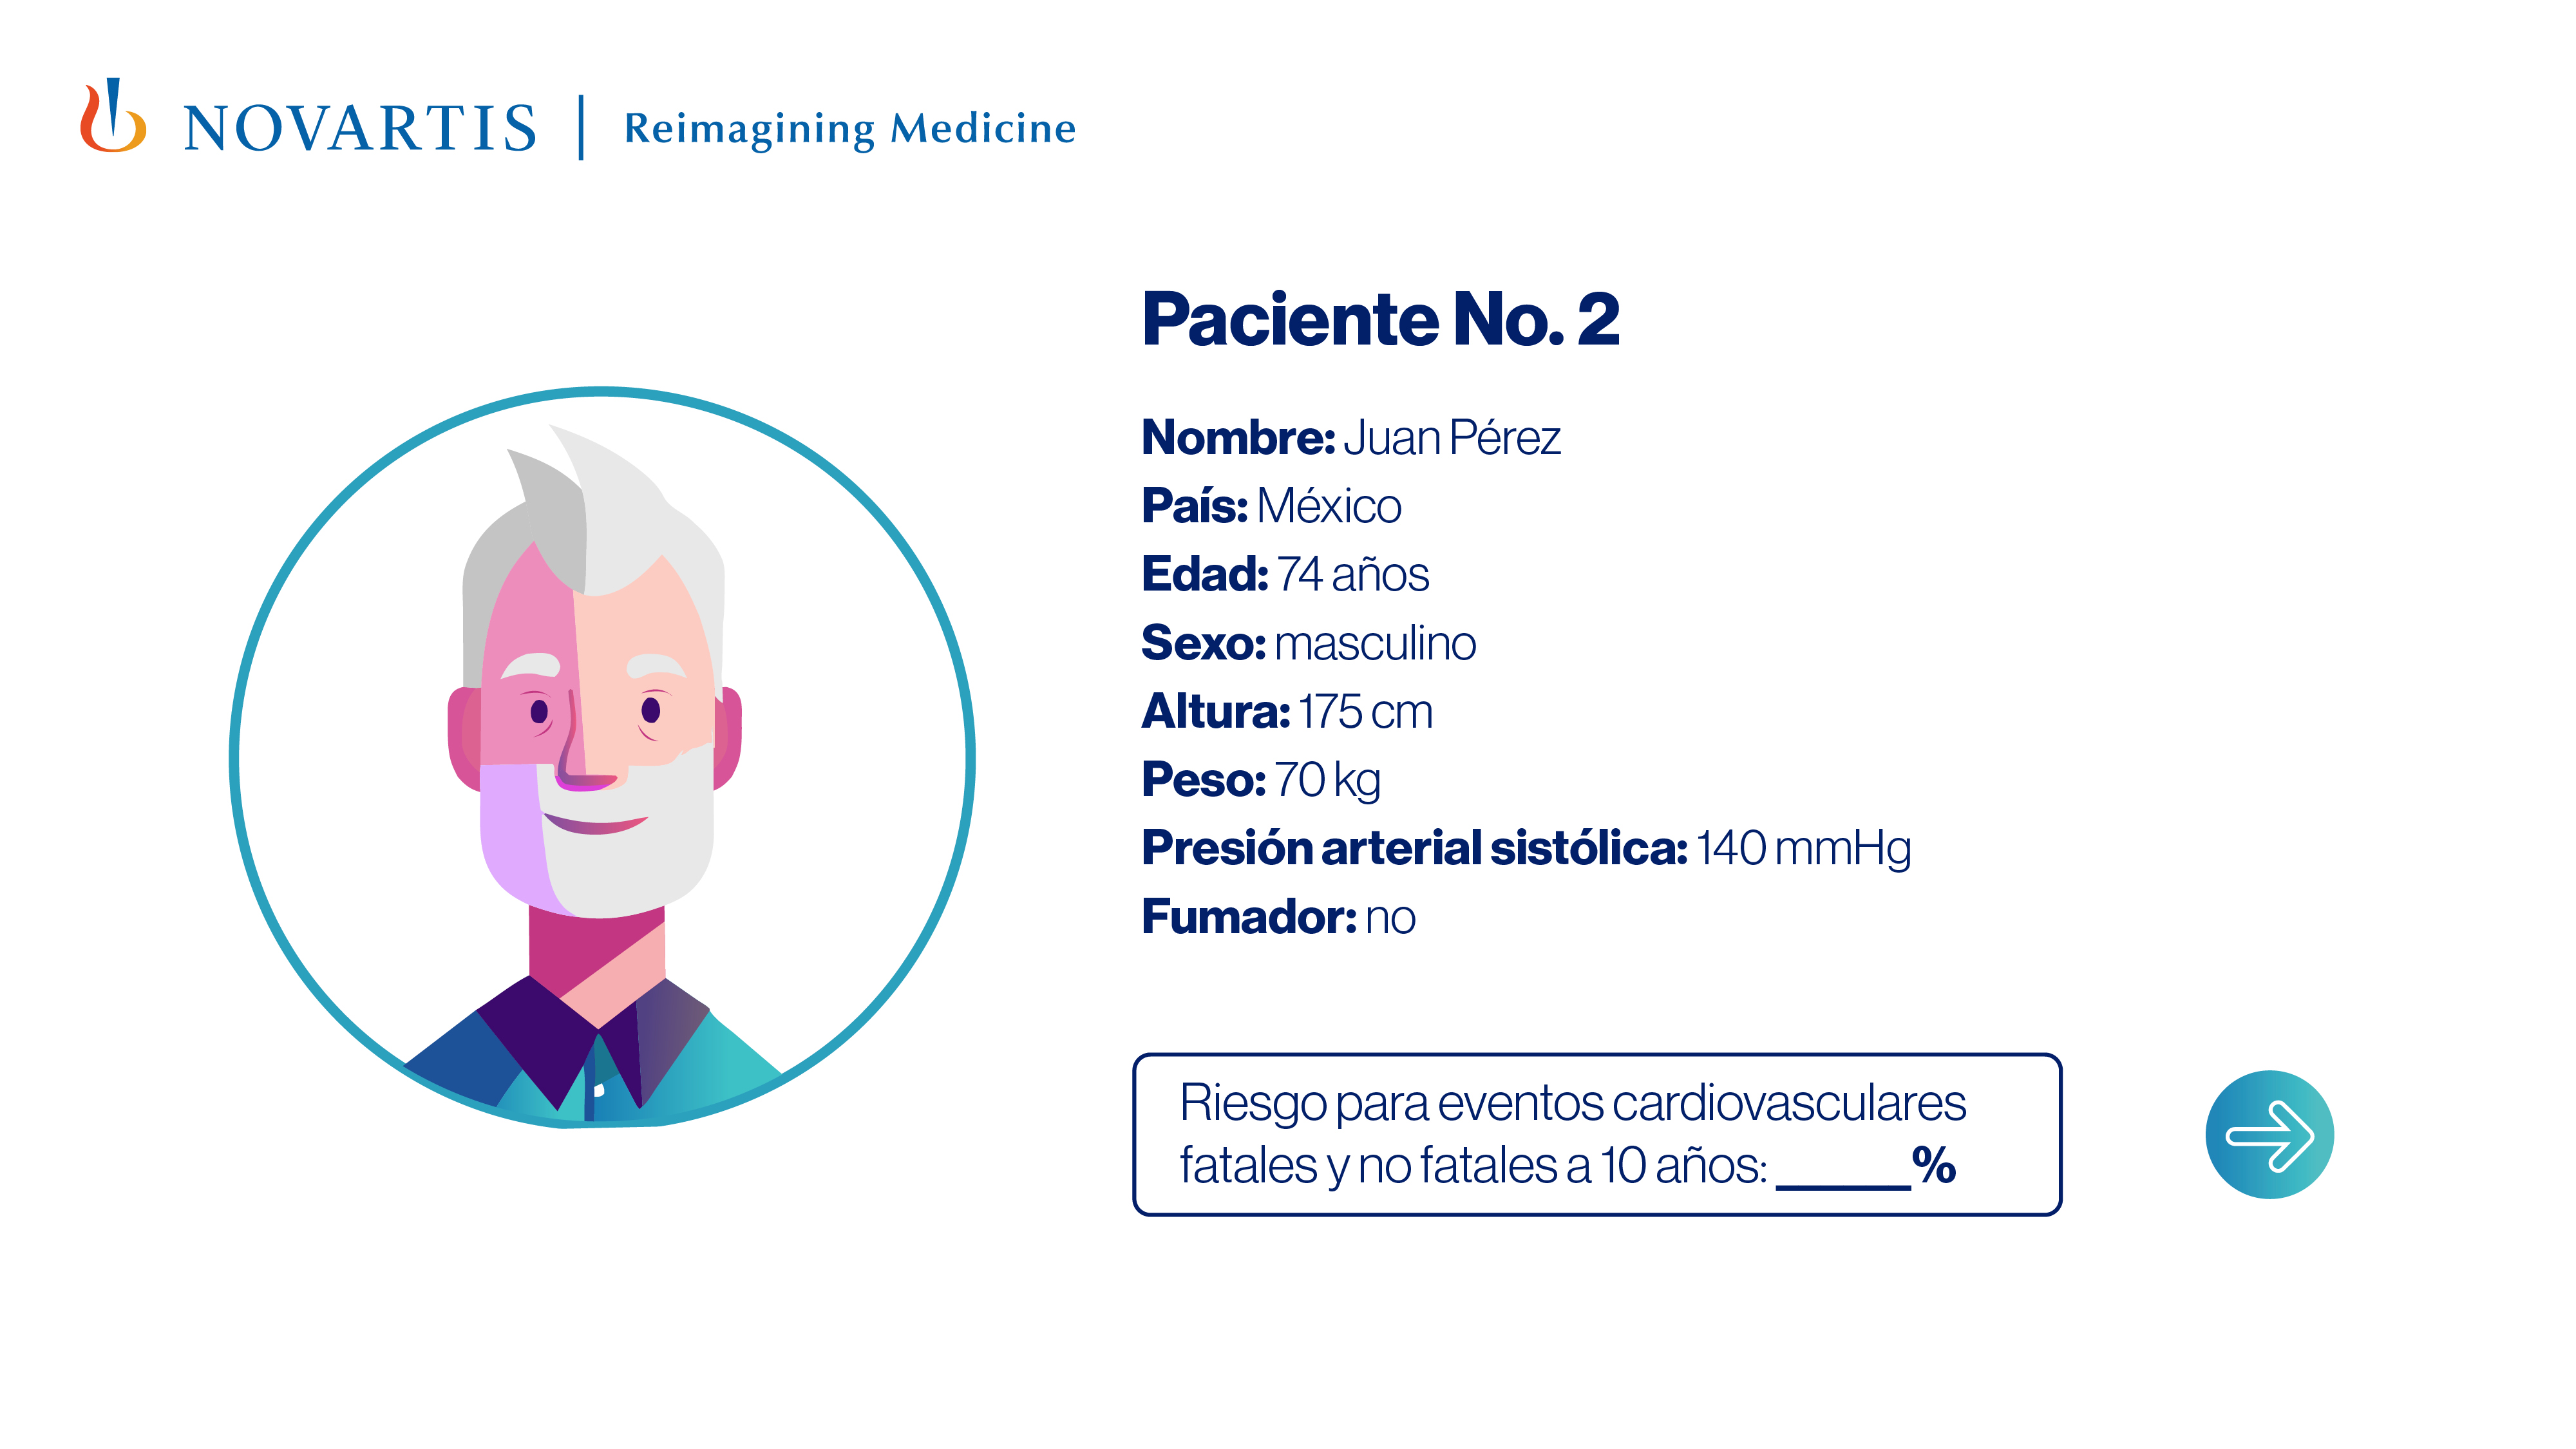 NOVARTIS | Reimagining Medicine
Paciente No. 2
Nombre: Juan Pérez
País: México
Edad: 74 años
Sexo: masculino
Altura: 175 cm
Peso: 70 kg
Presión arterial sistólica: 140 mmHg
Fumador: no
Riesgo para eventos cardiovasculares
fatales y no fatales a 10 años: ______%